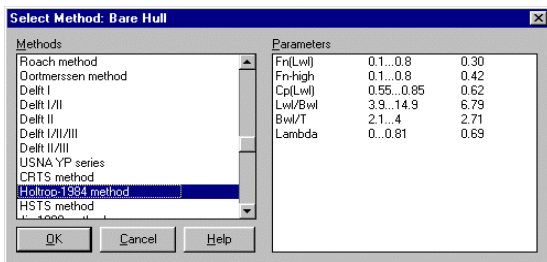 Select Method: Bare Hull
Methods
Roach method
Oortmerssen method
Delft I
Delft I/II
Delft II
Delft I/II/III
Delft II/III
USNA YP series
CRTS method
Holtrop-1984 method
HSTS method
OK Cancel Help
Parameters
Fn(Lwl) 0.1...0.8 0.30
Fn-high 0.1...0.8 0.42
Cp(Lwl) 0.55...0.85 0.62
Lwl/Bwl 3.9...14.9 6.79
Bwl/T 2.1...4 2.71
Lambda 0...0.81 0.69